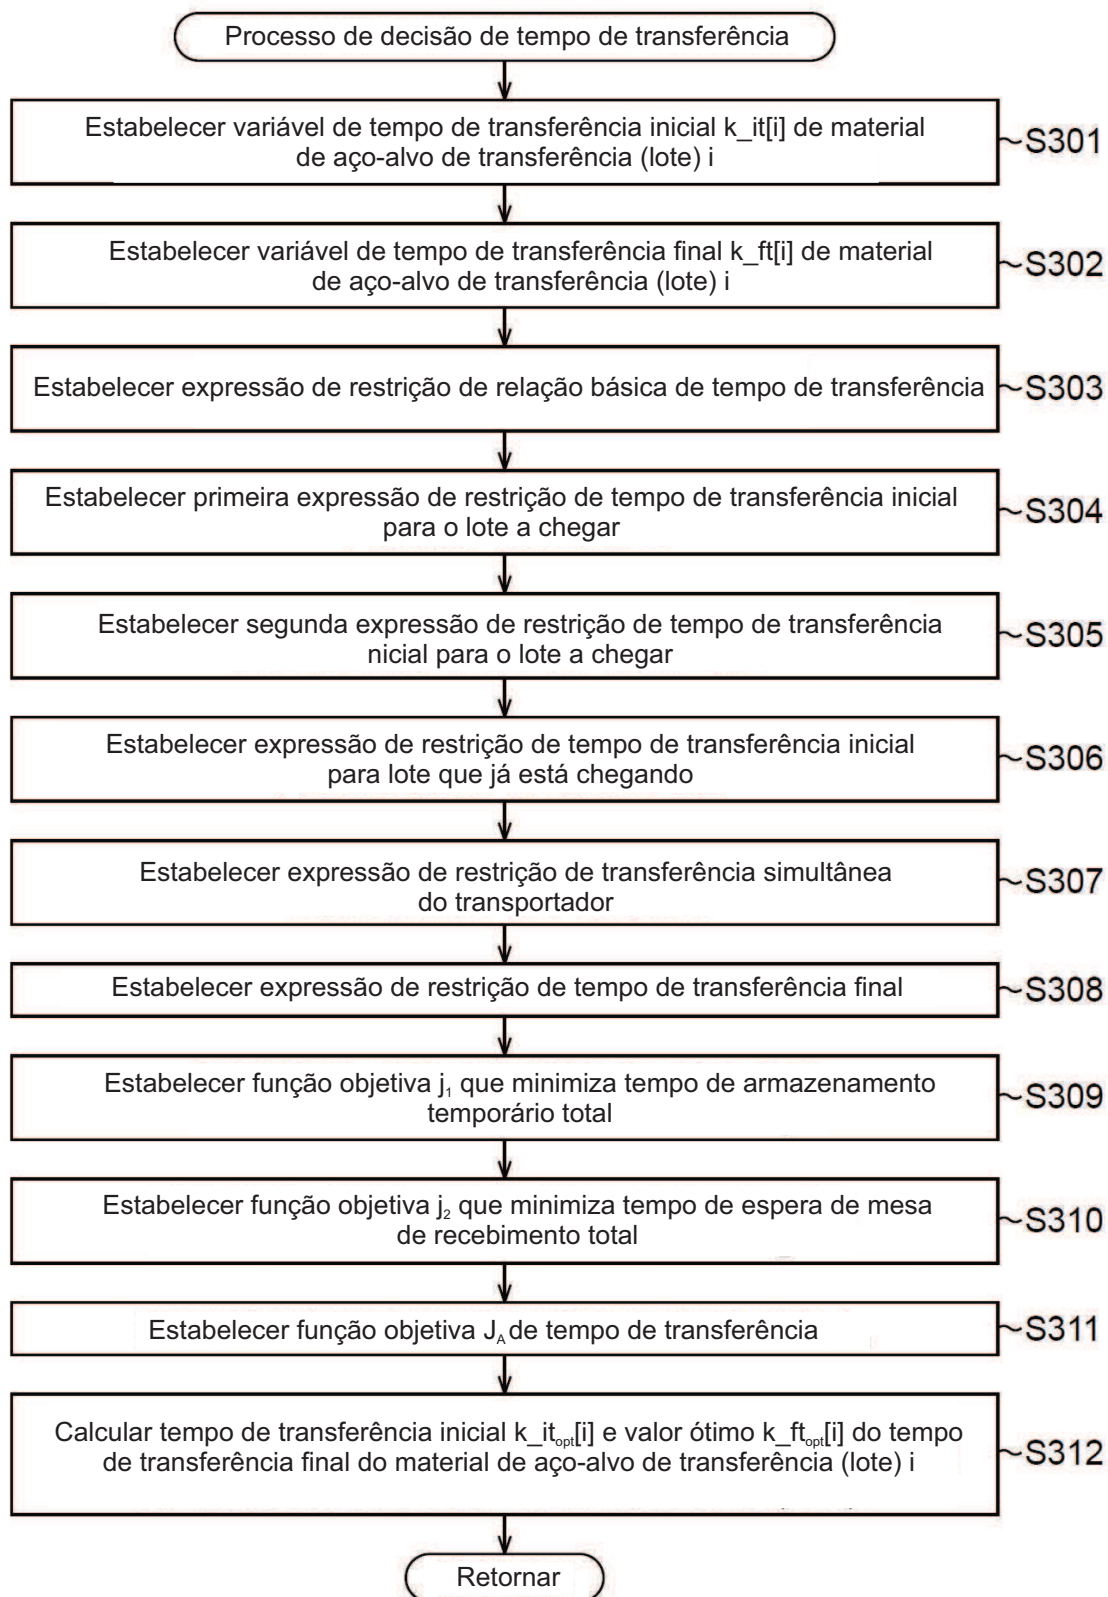 Processo de decisão de tempo de transferência
Estabelecer variável de tempo de transferência inicial k_it[i] de material
de aço-alvo de transferência (lote) i
S301
Estabelecer variável de tempo de transferência final k_ft[i] de material
de aço-alvo de transferência (lote) i
S302
Estabelecer expressão de restrição de relação básica de tempo de transferência
S303
Estabelecer primeira expressão de restrição de tempo de transferência inicial
para o lote a chegar
S304
Estabelecer segunda expressão de restrição de tempo de transferência
nicial para o lote a chegar
S305
Estabelecer expressão de restrição de tempo de transferência inicial
para lote que já está chegando
S306
Estabelecer expressão de restrição de transferência simultânea
do transportador
S307
Estabelecer expressão de restrição de tempo de transferência final
S308
Estabelecer função objetiva j₁ que minimiza tempo de armazenamento
temporário total
S309
Estabelecer função objetiva j₂ que minimiza tempo de espera de mesa
de recebimento total
S310
Estabelecer função objetiva J_A de tempo de transferência
S311
Calcular tempo de transferência inicial k_it_opt[i] e valor ótimo k_ft_opt[i] do tempo
de transferência final do material de aço-alvo de transferência (lote) i
S312
Retornar